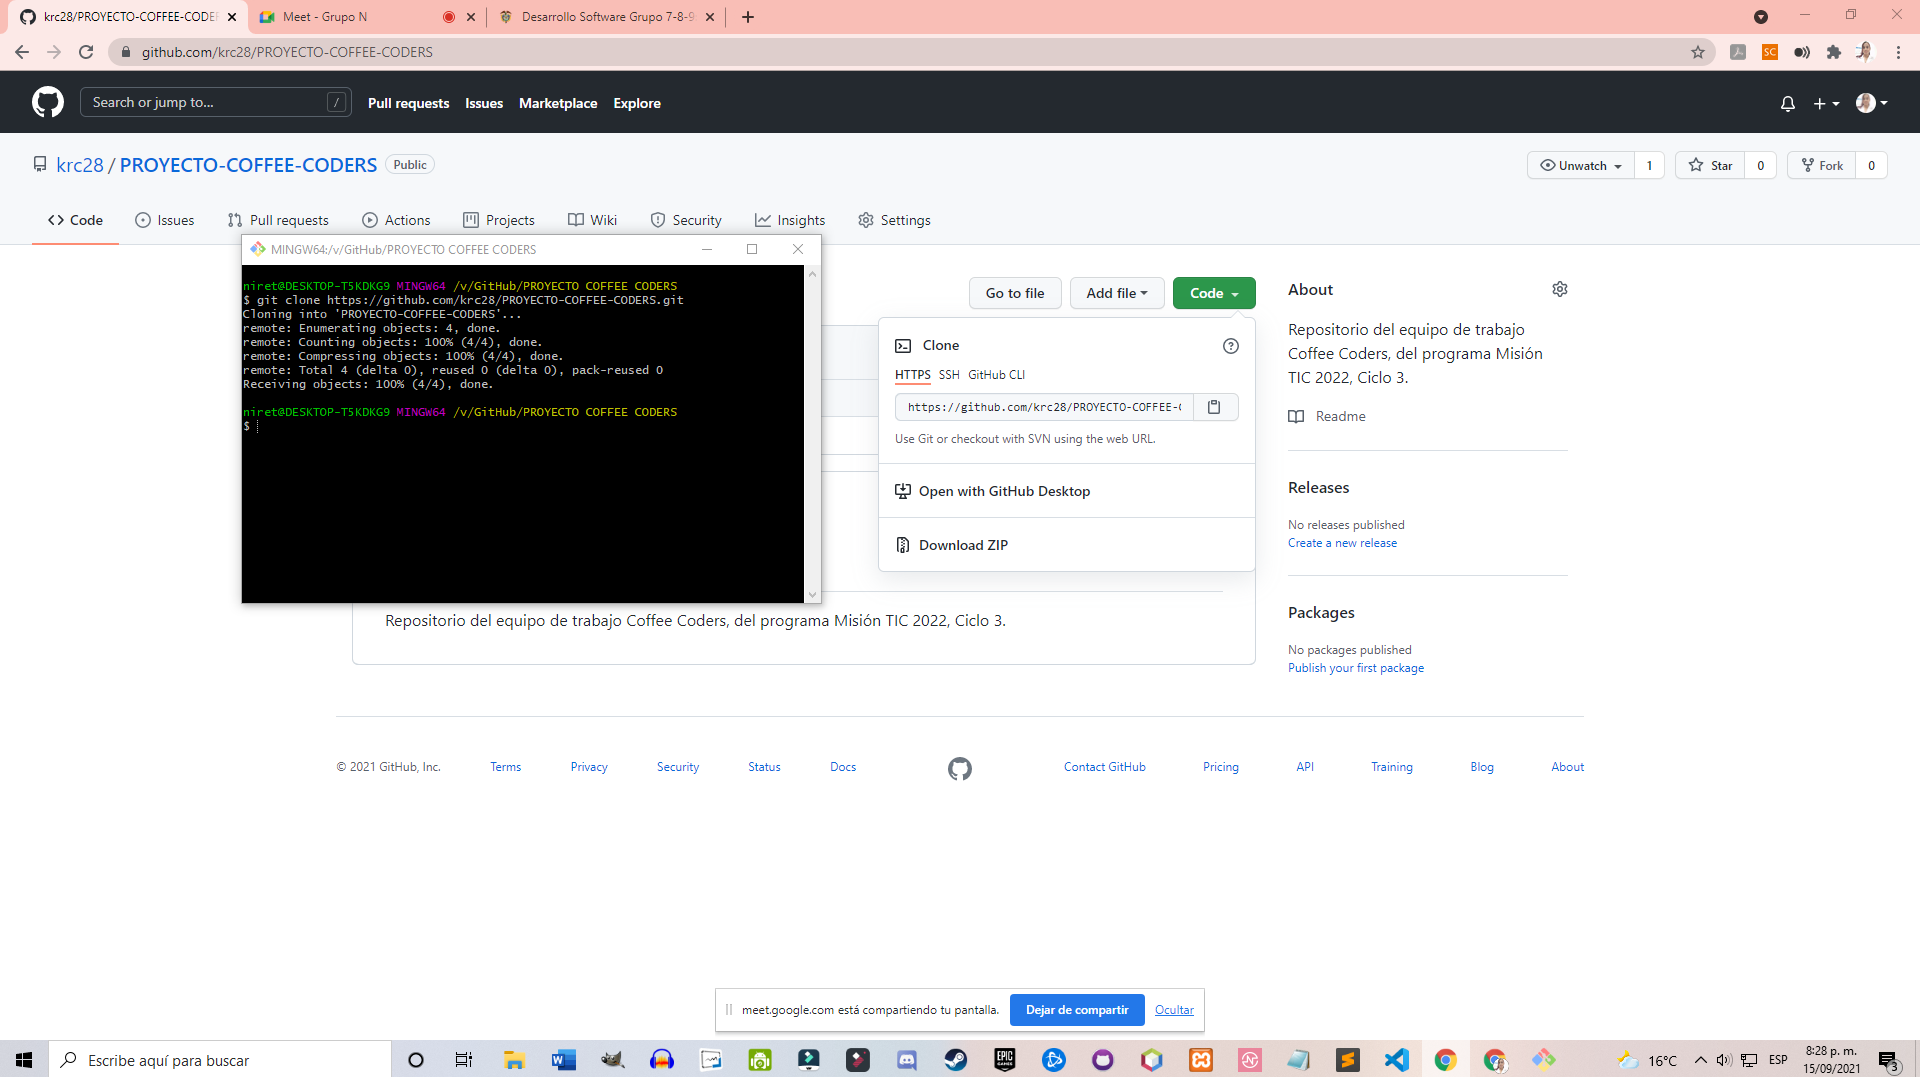 krc28/PROYECTO-COFFEE-CODER
Meet - Grupo N
Desarrollo Software Grupo 7-8-9
github.com/krc28/PROYECTO-COFFEE-CODERS
SC
Search or jump to...
/
Pull requests
Issues
Marketplace
Explore
krc28 / PROYECTO-COFFEE-CODERS
Public
Unwatch
1
Star
0
Fork
0
Code
Issues
Pull requests
Actions
Projects
Wiki
Security
Insights
Settings
MINGW64:/v/GitHub/PROYECTO COFFEE CODERS
niret@DESKTOP-T5KDKG9 MINGW64 /v/GitHub/PROYECTO COFFEE CODERS
$ git clone https://github.com/krc28/PROYECTO-COFFEE-CODERS.git
Cloning into 'PROYECTO-COFFEE-CODERS'...
remote: Enumerating objects: 4, done.
remote: Counting objects: 100% (4/4), done.
remote: Compressing objects: 100% (4/4), done.
remote: Total 4 (delta 0), reused 0 (delta 0), pack-reused 0
Receiving objects: 100% (4/4), done.
niret@DESKTOP-T5KDKG9 MINGW64 /v/GitHub/PROYECTO COFFEE CODERS
$
Go to file
Add file
Code
Clone
HTTPS
SSH
GitHub CLI
https://github.com/krc28/PROYECTO-COFFEE-
Use Git or checkout with SVN using the web URL.
Open with GitHub Desktop
Download ZIP
Repositorio del equipo de trabajo Coffee Coders, del programa Misión TIC 2022, Ciclo 3.
About
Repositorio del equipo de trabajo
Coffee Coders, del programa Misión
TIC 2022, Ciclo 3.
Readme
Releases
No releases published
Create a new release
Packages
No packages published
Publish your first package
© 2021 GitHub, Inc.
Terms
Privacy
Security
Status
Docs
Contact GitHub
Pricing
API
Training
Blog
About
meet.google.com está compartiendo tu pantalla.
Dejar de compartir
Ocultar
Escribe aquí para buscar
EPIC GAMES
16°C
ESP
8:28 p. m.
15/09/2021
3